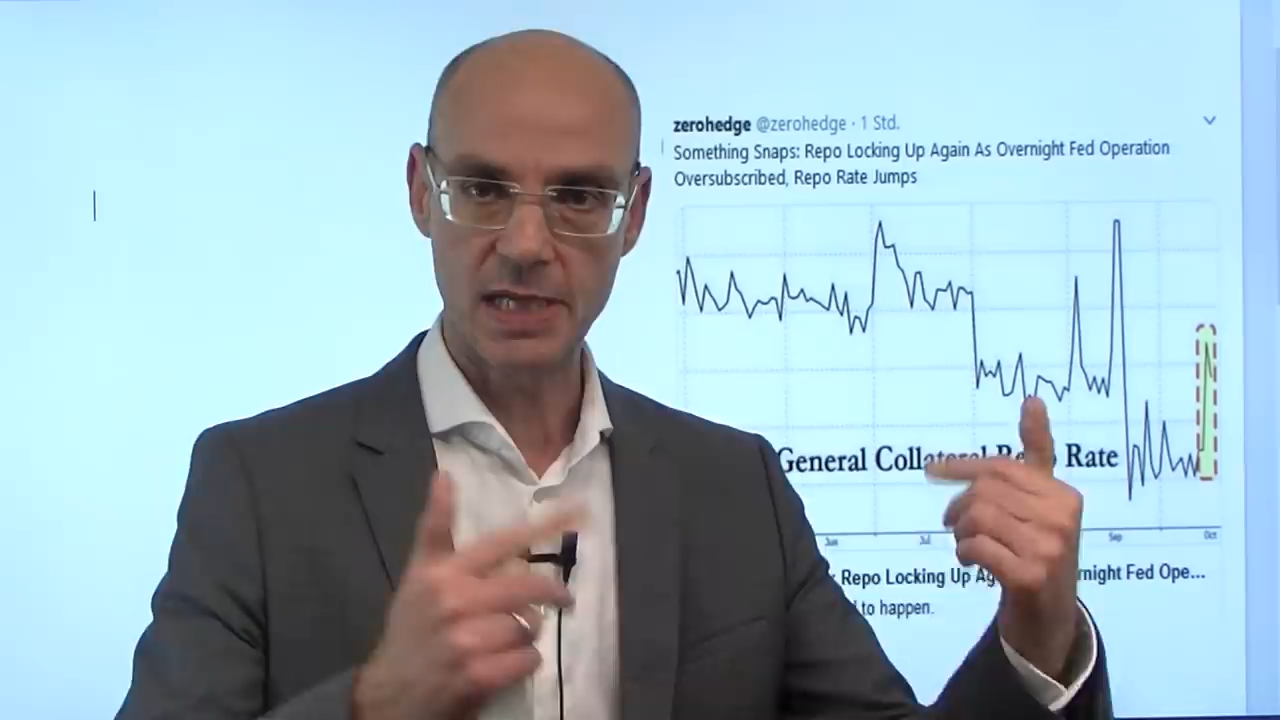 zerohedge @zerohedge · 1 Std.
Something Snaps: Repo Locking Up Again As Overnight Fed Operation
Oversubscribed, Repo Rate Jumps
General Collateral Repo Rate
Jun Jul Sep Oct
Repo Locking Up Ag rnight Fed Ope...
to happen.